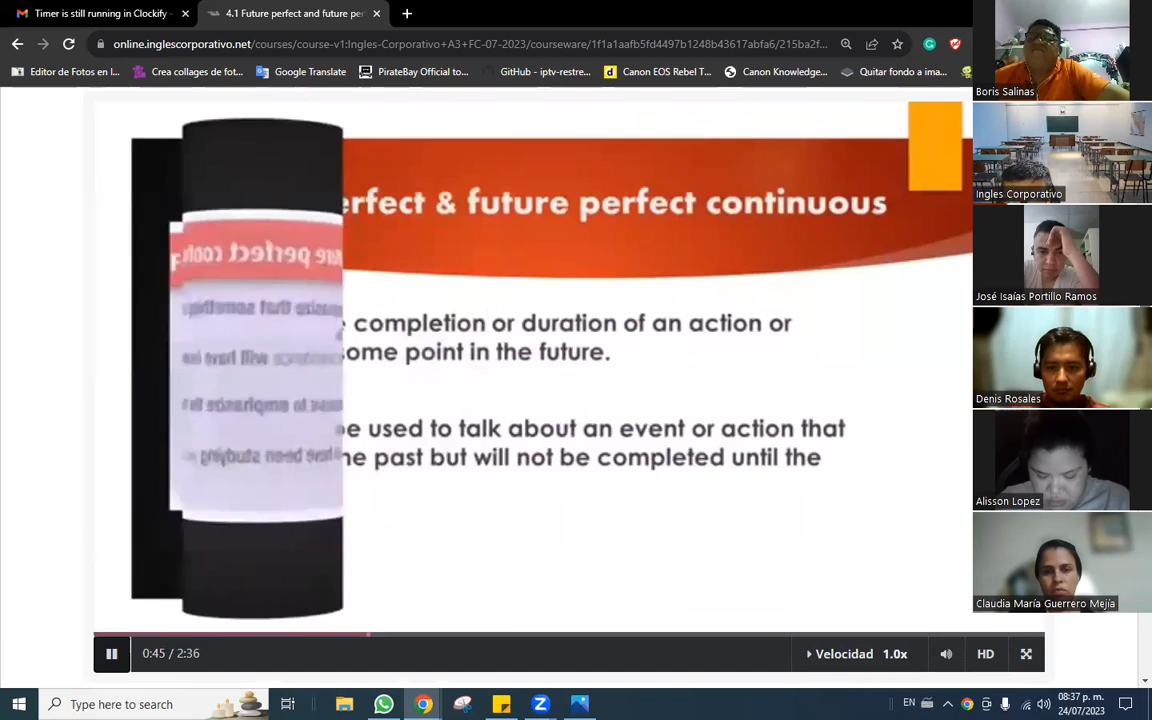 Timer is still running in Clockify -
4.1 Future perfect and future per
online.inglescorporativo.net/courses/course-v1:Ingles-Corporativo+A3+FC-07-2023/courseware/1f1a1aafb5fd4497b1248b43617abfa6/215ba2f...
Editor de Fotos en l...
Crea collages de fot...
Google Translate
PirateBay Official to...
GitHub - iptv-restre...
Canon EOS Rebel T...
Canon Knowledge...
Quitar fondo a ima...
erfect & future perfect continuous
completion or duration of an action or
some point in the future.
be used to talk about an event or action that
he past but will not be completed until the
0:45 / 2:36
Velocidad 1.0x
HD
Boris Salinas
Ingles Corporativo
José Isaías Portillo Ramos
Denis Rosales
Alisson Lopez
Claudia María Guerrero Mejía
Type here to search
EN
08:37 p. m.
24/07/2023